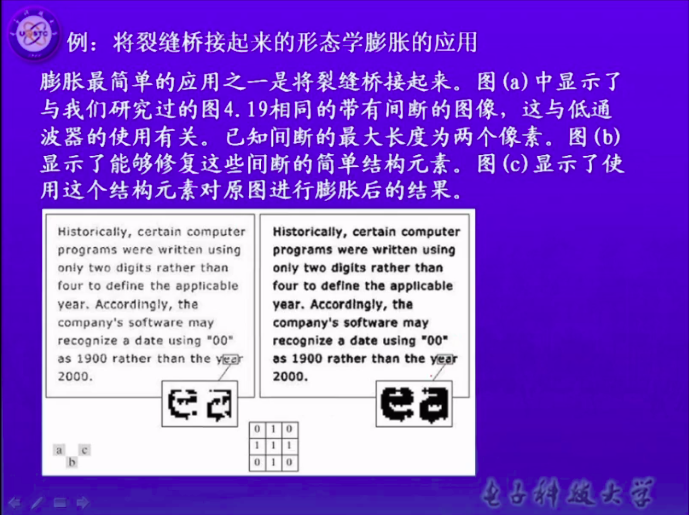 例：将裂缝桥接起来的形态学膨胀的应用
膨胀最简单的应用之一是将裂缝桥接起来。图(a)中显示了
与我们研究过的图4.19相同的带有间断的图像，这与低通
波器的使用有关。已知间断的最大长度为两个像素。图(b)
显示了能够修复这些间断的简单结构元素。图(c)显示了使
用这个结构元素对原图进行膨胀后的结果。
Historically, certain computer
programs were written using
only two digits rather than
four to define the applicable
year. Accordingly, the
company's software may
recognize a date using "00"
as 1900 rather than the year
2000.
ea
Historically, certain computer
programs were written using
only two digits rather than
four to define the applicable
year. Accordingly, the
company's software may
recognize a date using "00"
as 1900 rather than the year
2000.
ea
0 1 0
1 1 1
0 1 0
a c
b
电子科技大学